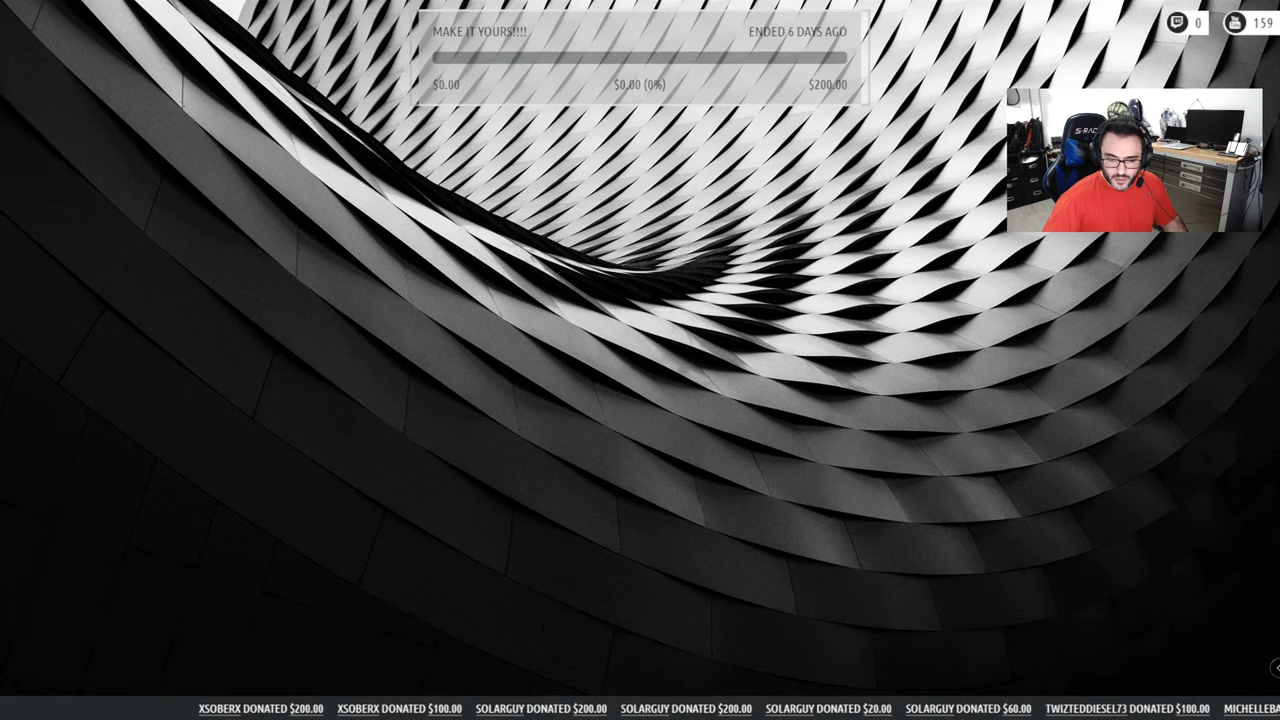 MAKE IT YOURS!!!! ENDED 6 DAYS AGO
$0.00 $0.00 (0%) $200.00
0 159
XSOBERX DONATED $200.00 XSOBERX DONATED $100.00 SOLARGUY DONATED $200.00 SOLARGUY DONATED $200.00 SOLARGUY DONATED $20.00 SOLARGUY DONATED $60.00 TWIZTEDDIESEL73 DONATED $100.00 MICHELLEBA